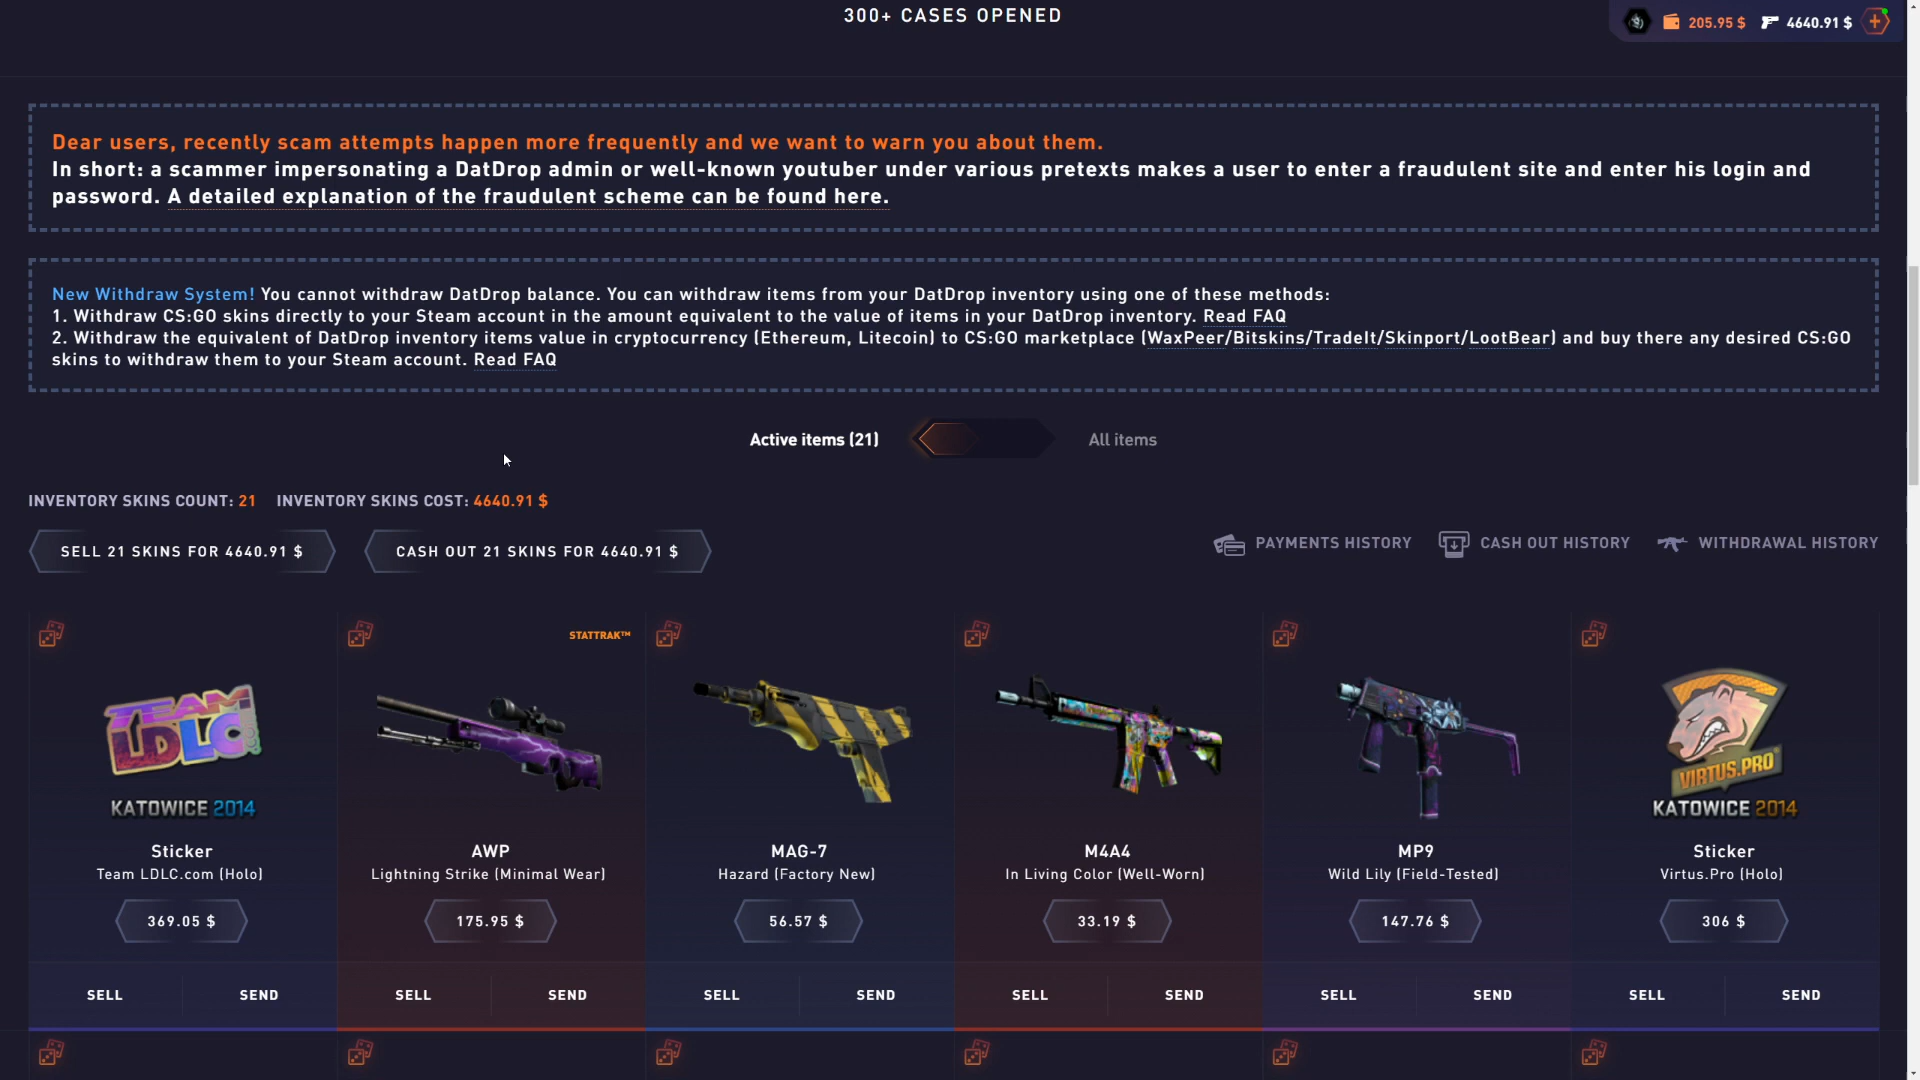 300+ CASES OPENED
205.95 $ 4640.91 $
Dear users, recently scam attempts happen more frequently and we want to warn you about them.
In short: a scammer impersonating a DatDrop admin or well-known youtuber under various pretexts makes a user to enter a fraudulent site and enter his login and
password. A detailed explanation of the fraudulent scheme can be found here.
New Withdraw System! You cannot withdraw DatDrop balance. You can withdraw items from your DatDrop inventory using one of these methods:
1. Withdraw CS:GO skins directly to your Steam account in the amount equivalent to the value of items in your DatDrop inventory. Read FAQ
2. Withdraw the equivalent of DatDrop inventory items value in cryptocurrency (Ethereum, Litecoin) to CS:GO marketplace (WaxPeer/Bitskins/TradeIt/Skinport/LootBear) and buy there any desired CS:GO
skins to withdraw them to your Steam account. Read FAQ
Active items (21) All items
INVENTORY SKINS COUNT: 21 INVENTORY SKINS COST: 4640.91 $
SELL 21 SKINS FOR 4640.91 $ CASH OUT 21 SKINS FOR 4640.91 $ PAYMENTS HISTORY CASH OUT HISTORY WITHDRAWAL HISTORY
STATTRAK™
TEAM LDLC
VIRTUS.PRO
KATOWICE 2014 KATOWICE 2014
Sticker AWP MAG-7 M4A4 MP9 Sticker
Team LDLC.com (Holo) Lightning Strike (Minimal Wear) Hazard (Factory New) In Living Color (Well-Worn) Wild Lily (Field-Tested) Virtus.Pro (Holo)
369.05 $ 175.95 $ 56.57 $ 33.19 $ 147.76 $ 306 $
SELL SEND SELL SEND SELL SEND SELL SEND SELL SEND SELL SEND